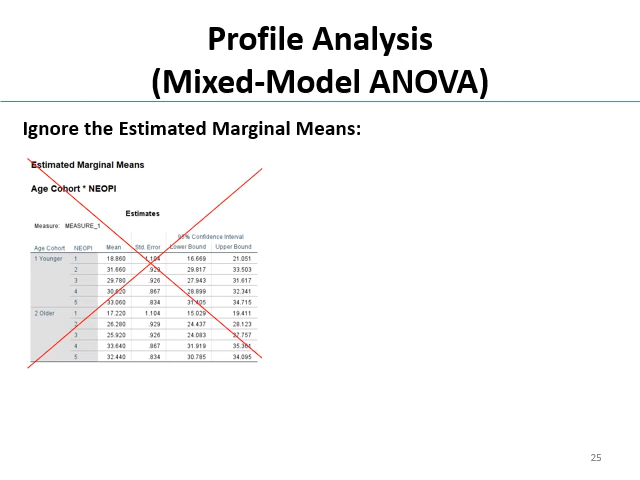 Profile Analysis
(Mixed-Model ANOVA)
Ignore the Estimated Marginal Means:
Estimated Marginal Means
Age Cohort * NEOPI
Estimates
Measure: MEASURE_1
95% Confidence Interval
Age Cohort NEOPI Mean Std. Error Lower Bound Upper Bound
1 Younger 1 18.860 1.104 16.669 21.051
2 31.660 .929 29.817 33.503
3 29.780 .926 27.943 31.617
4 30.620 .867 28.899 32.341
5 33.060 .834 31.405 34.715
2 Older 1 17.220 1.104 15.029 19.411
2 26.280 .929 24.437 28.123
3 25.920 .926 24.083 27.757
4 33.640 .867 31.919 35.361
5 32.440 .834 30.785 34.095
25